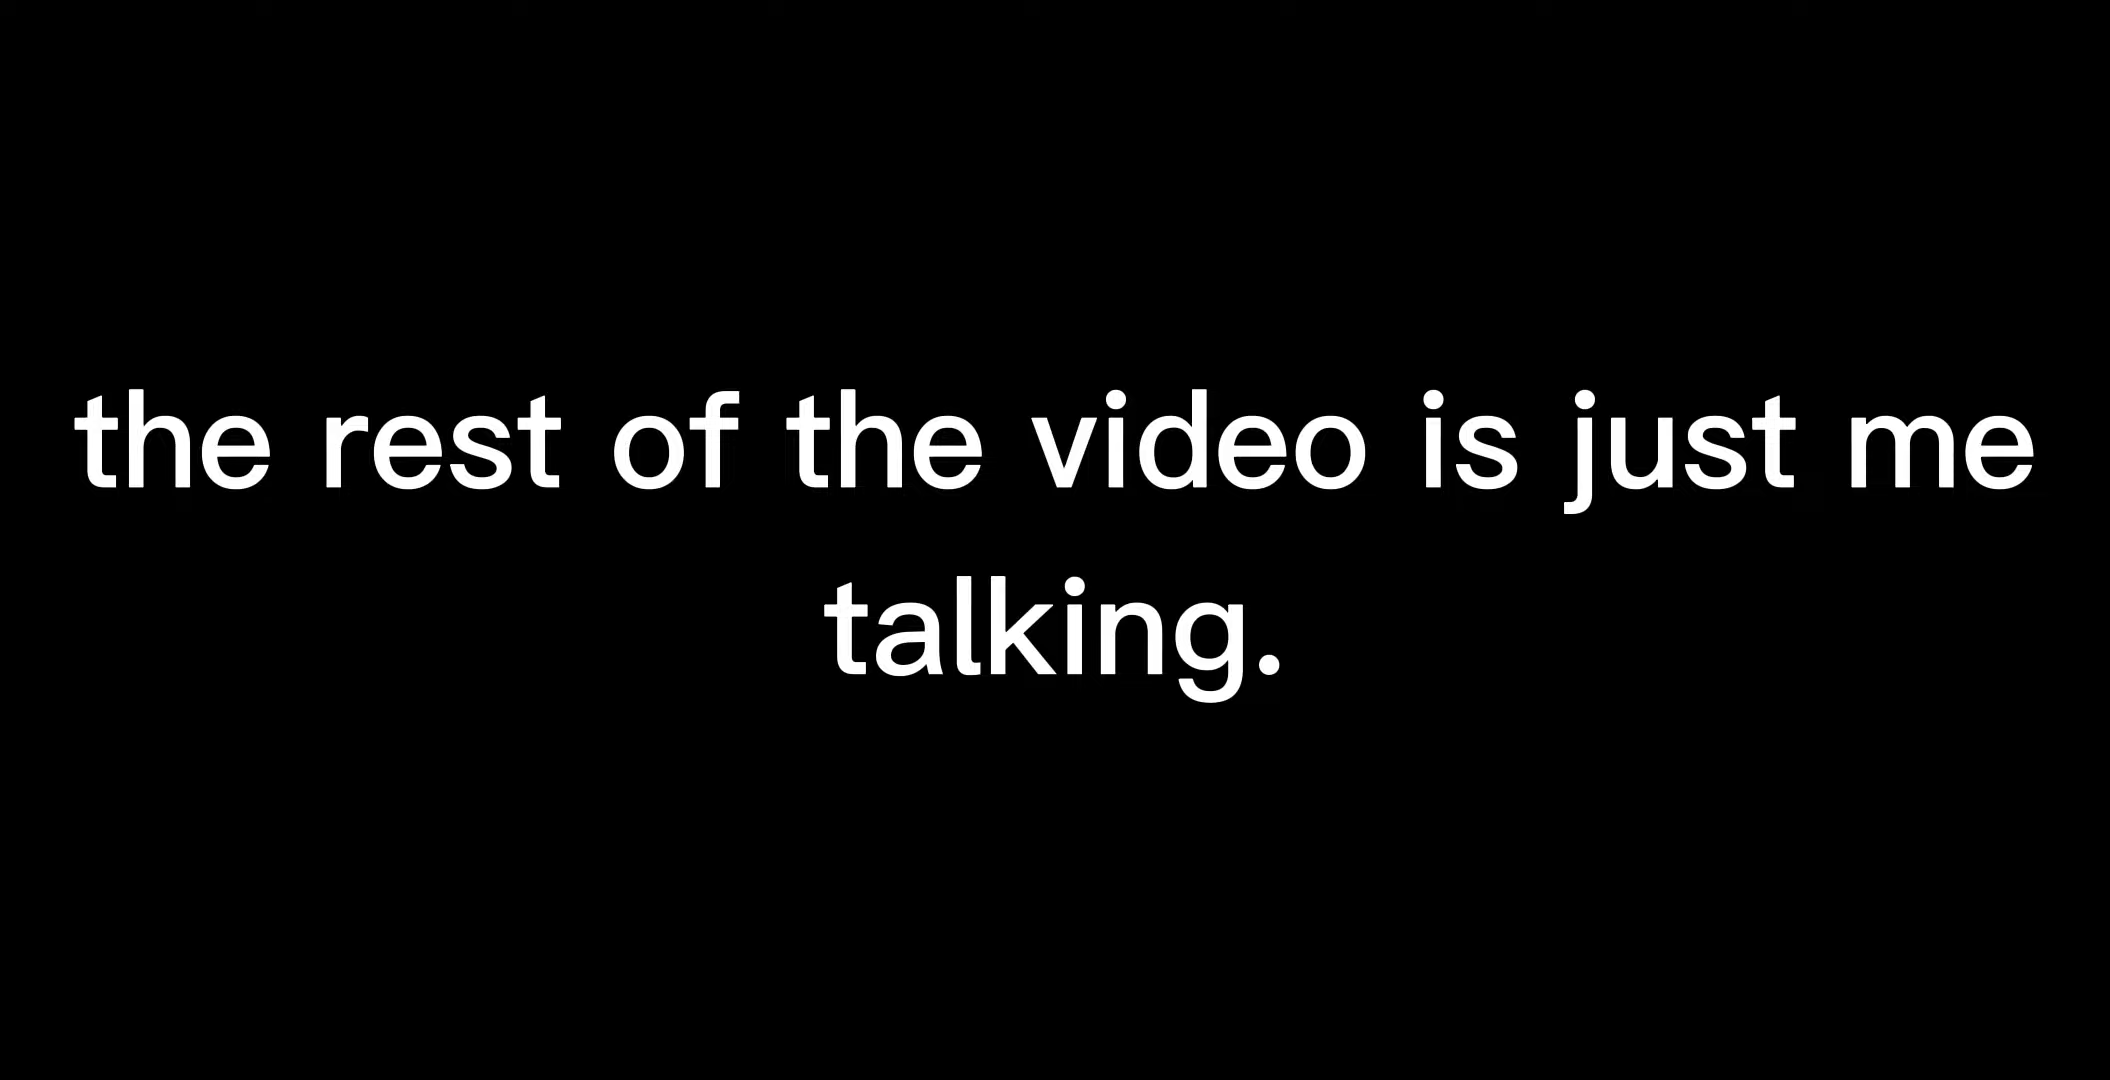 the rest of the video is just me
talking.